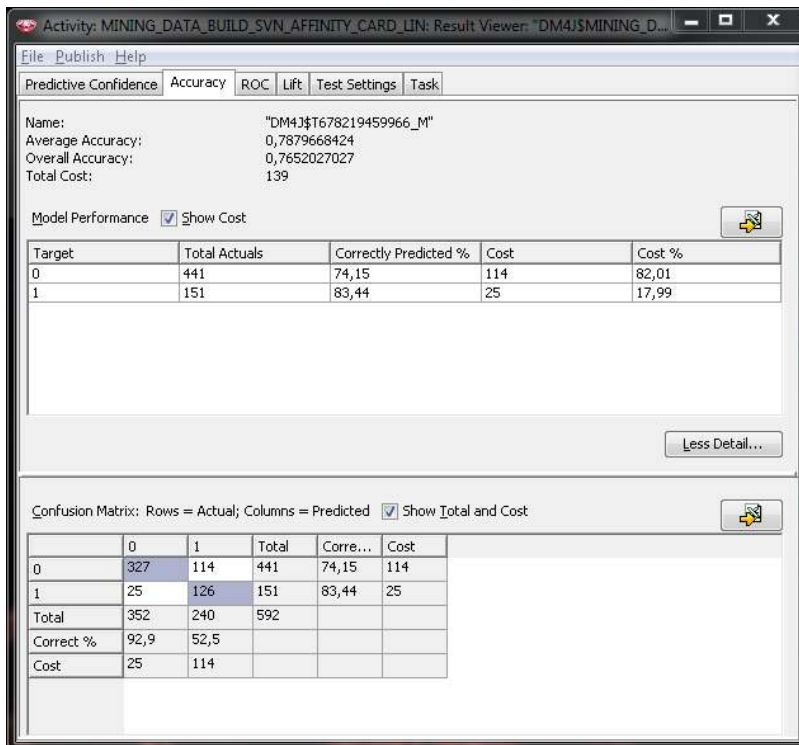 Activity: MINING_DATA_BUILD_SVN_AFFINITY_CARD_LIN: Result Viewer: "DM4J$MINING_D...
File Publish Help
Predictive Confidence Accuracy ROC Lift Test Settings Task
Name: "DM4J$T678219459966_M"
Average Accuracy: 0,7879668424
Overall Accuracy: 0,7652027027
Total Cost: 139
Model Performance Show Cost
Target Total Actuals Correctly Predicted % Cost Cost %
0 441 74,15 114 82,01
1 151 83,44 25 17,99
Less Detail...
Confusion Matrix: Rows = Actual; Columns = Predicted Show Total and Cost
0 1 Total Corre... Cost
0 327 114 441 74,15 114
1 25 126 151 83,44 25
Total 352 240 592
Correct % 92,9 52,5
Cost 25 114